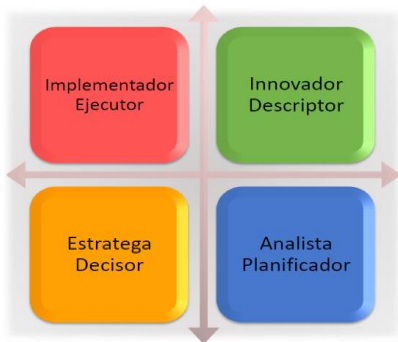 Implementador
Ejecutor
Innovador
Descriptor
Estratega
Decisor
Analista
Planificador